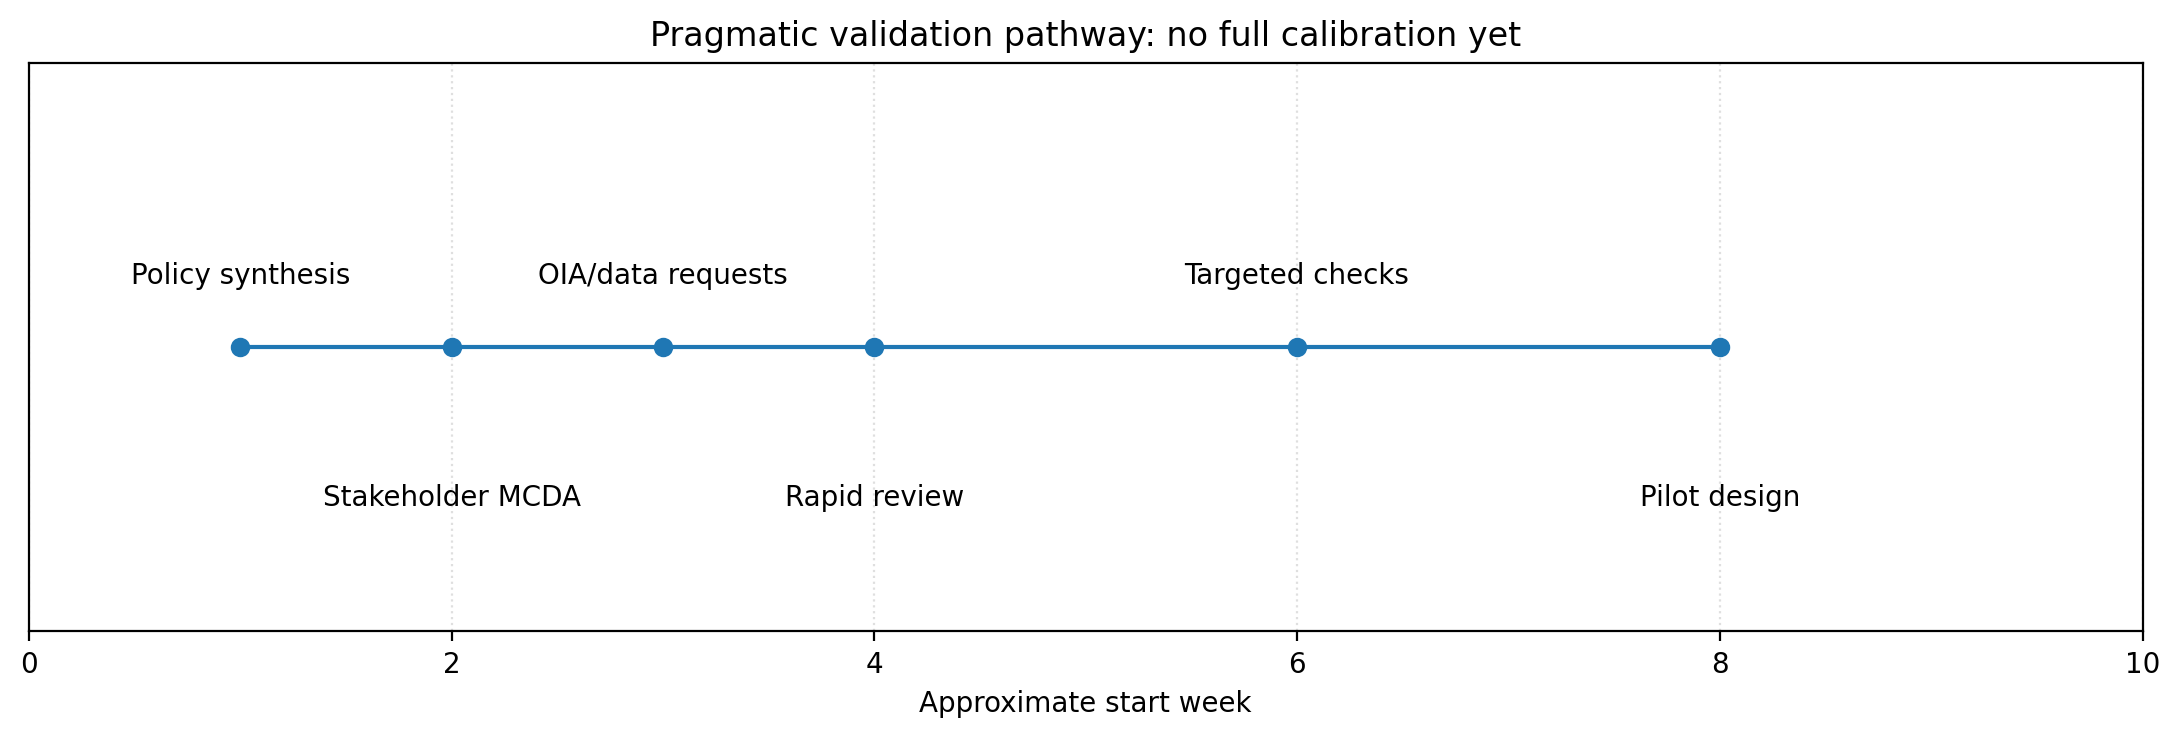 Pragmatic validation pathway: no full calibration yet
Policy synthesis
OIA/data requests
Targeted checks
Stakeholder MCDA
Rapid review
Pilot design
0 2 4 6 8 10
Approximate start week